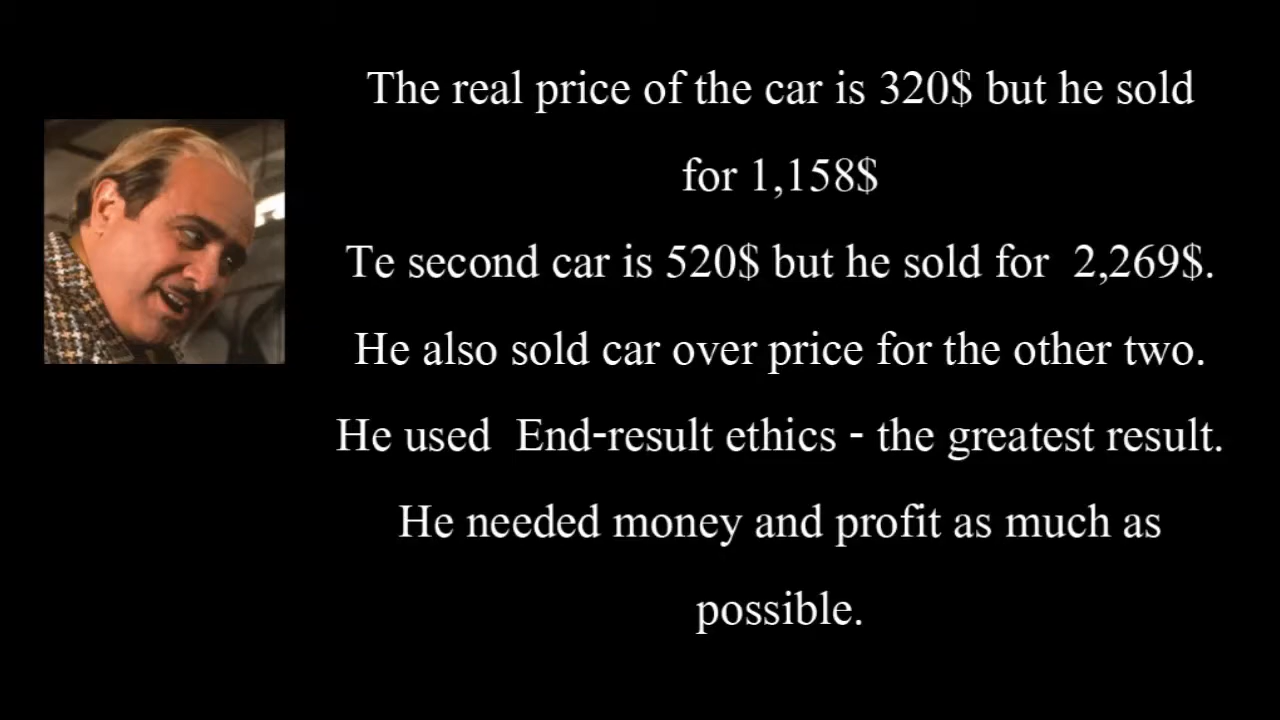 The real price of the car is 320$ but he sold
for 1,158$
Te second car is 520$ but he sold for  2,269$.
He also sold car over price for the other two.
He used  End-result ethics - the greatest result.
He needed money and profit as much as
possible.